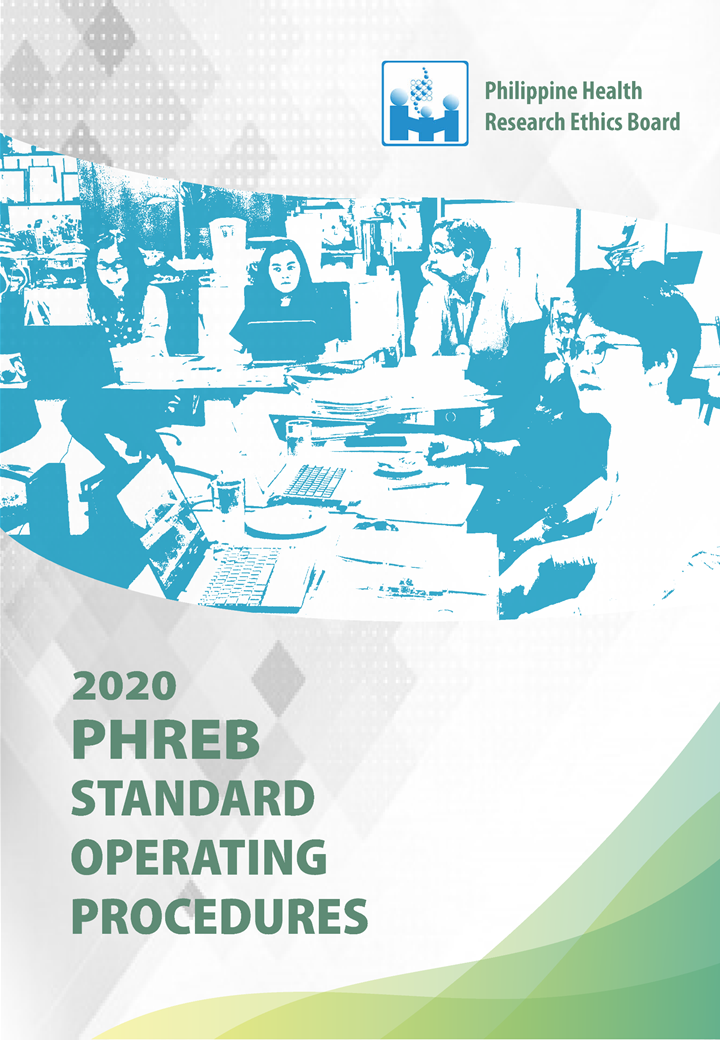 Philippine Health
Research Ethics Board
2020
PHREB
STANDARD
OPERATING
PROCEDURES